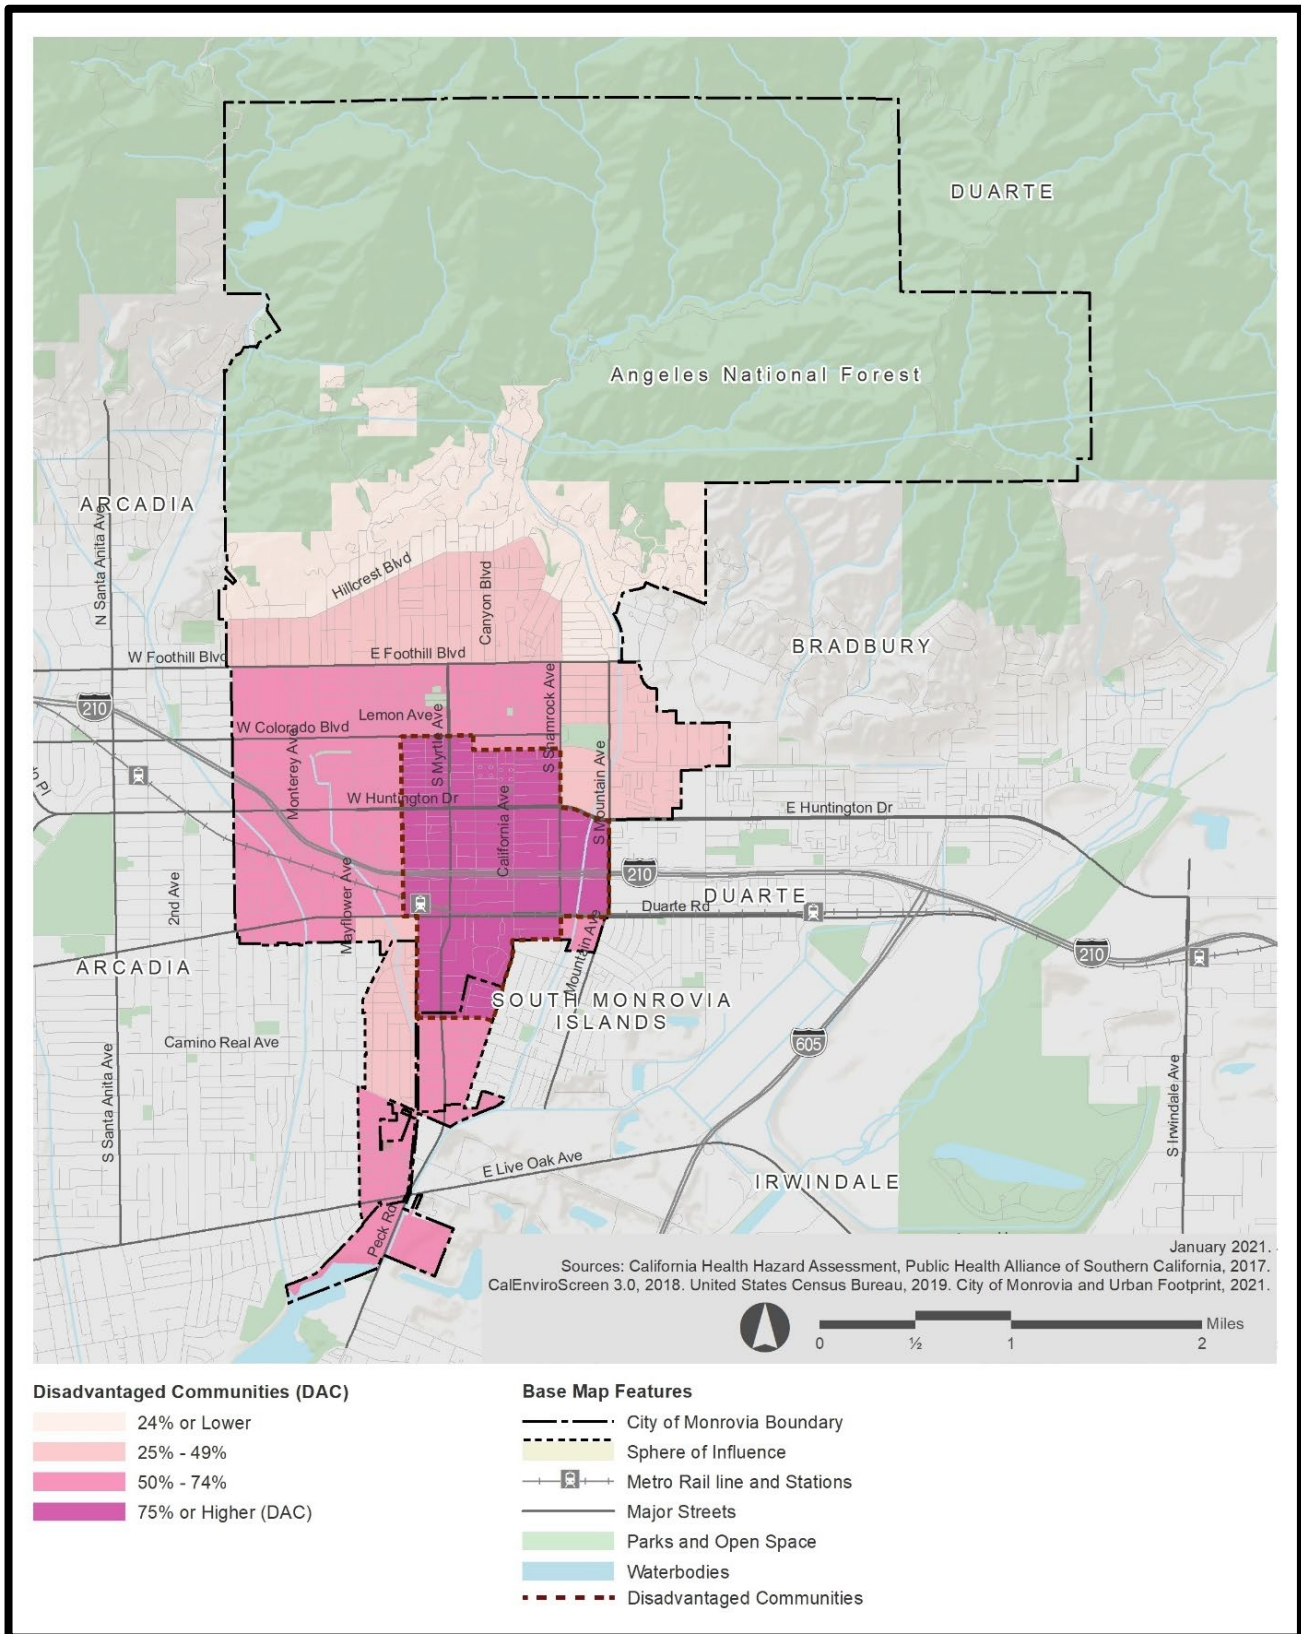 DUARTE
Angeles National Forest
ARCADIA
N Santa Anita Ave
Hillcrest Blvd
Canyon Blvd
BRADBURY
W Foothill Blvd
E Foothill Blvd
210
Lemon Ave
W Colorado Blvd
S Myrtle Ave
S Shamrock Ave
Monterey Ave
S Mountain Ave
W Huntington Dr
E Huntington Dr
California Ave
210
DUARTE
2nd Ave
Mayflower Ave
Duarte Rd
Mountain Ave
210
ARCADIA
SOUTH MONROVIA
ISLANDS
Camino Real Ave
605
S Santa Anita Ave
S Irwindale Ave
E Live Oak Ave
IRWINDALE
Peck Rd
January 2021.
Sources: California Health Hazard Assessment, Public Health Alliance of Southern California, 2017.
CalEnviroScreen 3.0, 2018. United States Census Bureau, 2019. City of Monrovia and Urban Footprint, 2021.
0 ½ 1 2 Miles
Disadvantaged Communities (DAC)
24% or Lower
25% - 49%
50% - 74%
75% or Higher (DAC)
Base Map Features
City of Monrovia Boundary
Sphere of Influence
Metro Rail line and Stations
Major Streets
Parks and Open Space
Waterbodies
Disadvantaged Communities